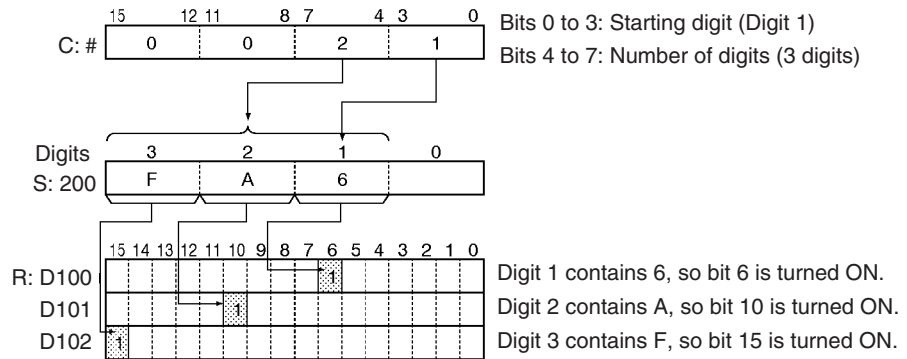 15 12 11 8 7 4 3 0
Bits 0 to 3: Starting digit (Digit 1)
C: # 0 0 2 1
Bits 4 to 7: Number of digits (3 digits)
Digits 3 2 1 0
S: 200 F A 6
15 14 13 12 11 10 9 8 7 6 5 4 3 2 1 0
R: D100 1 Digit 1 contains 6, so bit 6 is turned ON.
D101 1 Digit 2 contains A, so bit 10 is turned ON.
D102 1 Digit 3 contains F, so bit 15 is turned ON.